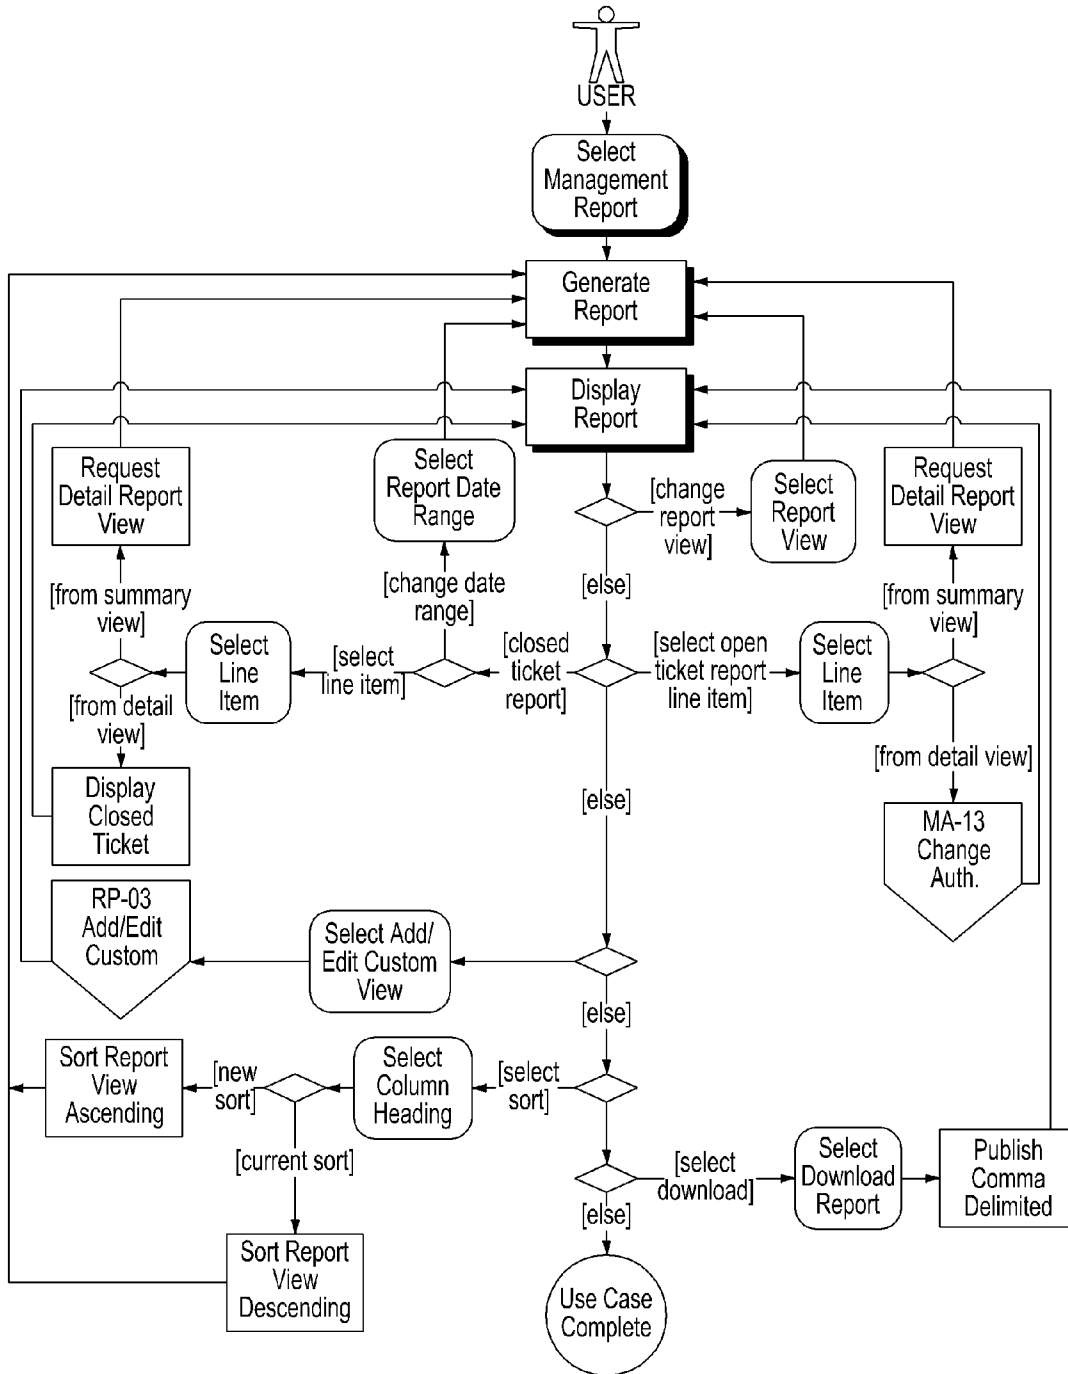 USER
Select
Management
Report
Generate
Report
Display
Report
Request
Detail Report
View
Select
Report Date
Range
[change
report
view]
Select
Report
View
Request
Detail Report
View
[from summary
view]
[change date
range]
[else]
[from summary
view]
Select
Line
Item
[select
line item]
[closed
ticket
report]
[select open
ticket report
line item]
Select
Line
Item
[from detail
view]
[from detail view]
Display
Closed
Ticket
[else]
MA-13
Change
Auth.
RP-03
Add/Edit
Custom
Select Add/
Edit Custom
View
[else]
Sort Report
View
Ascending
[new
sort]
Select
Column
Heading
[select
sort]
[current sort]
[select
download]
Select
Download
Report
Publish
Comma
Delimited
[else]
Sort Report
View
Descending
Use Case
Complete